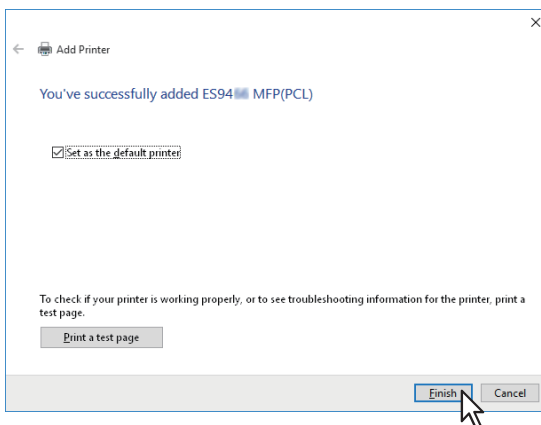 Add Printer
You've successfully added ES94 MFP(PCL)
Set as the default printer
To check if your printer is working properly, or to see troubleshooting information for the printer, print a
test page.
Print a test page
Finish Cancel